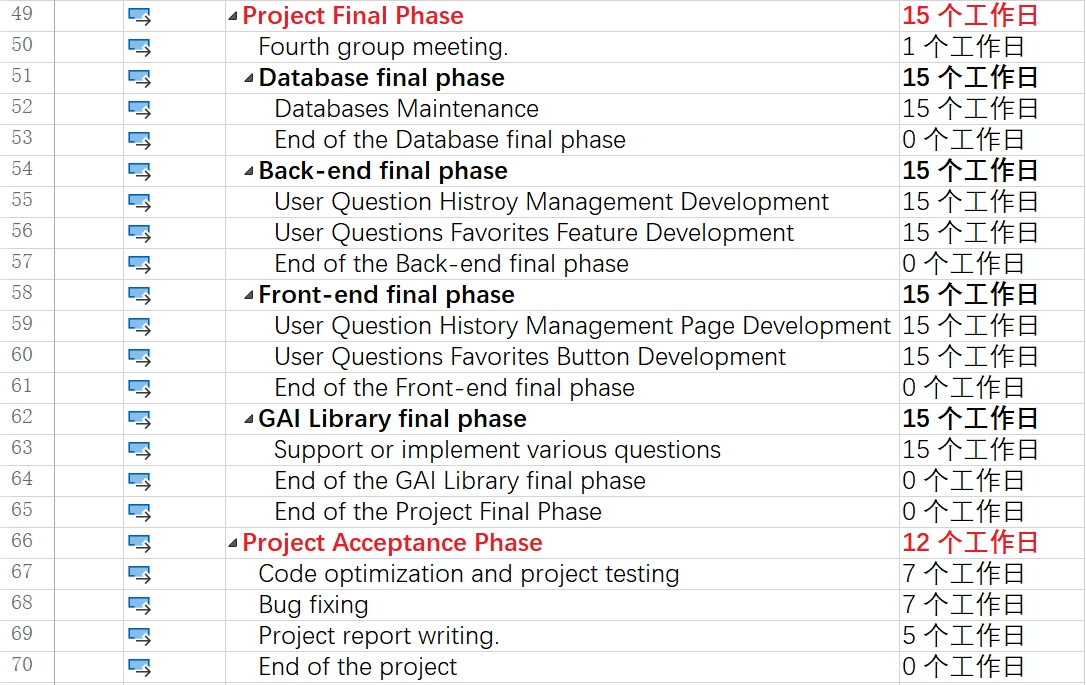 49 Project Final Phase 15 个工作日
50 Fourth group meeting. 1 个工作日
51 Database final phase 15 个工作日
52 Databases Maintenance 15 个工作日
53 End of the Database final phase 0 个工作日
54 Back-end final phase 15 个工作日
55 User Question Histroy Management Development 15 个工作日
56 User Questions Favorites Feature Development 15 个工作日
57 End of the Back-end final phase 0 个工作日
58 Front-end final phase 15 个工作日
59 User Question History Management Page Development 15 个工作日
60 User Questions Favorites Button Development 15 个工作日
61 End of the Front-end final phase 0 个工作日
62 GAI Library final phase 15 个工作日
63 Support or implement various questions 15 个工作日
64 End of the GAI Library final phase 0 个工作日
65 End of the Project Final Phase 0 个工作日
66 Project Acceptance Phase 12 个工作日
67 Code optimization and project testing 7 个工作日
68 Bug fixing 7 个工作日
69 Project report writing. 5 个工作日
70 End of the project 0 个工作日